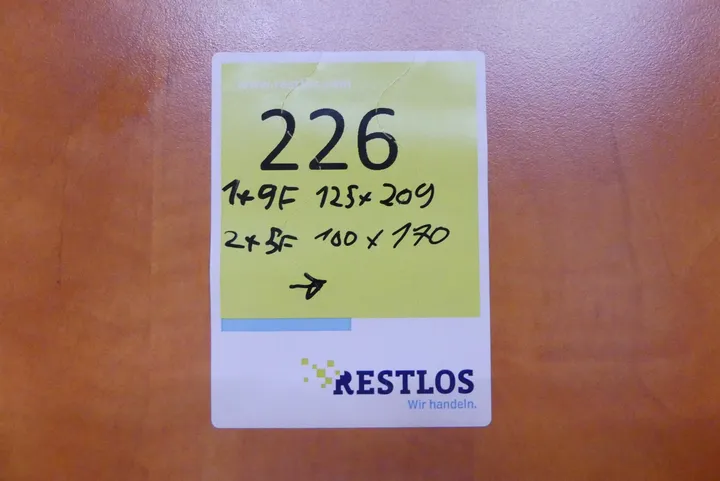 226
1x9F 125x209
2x5F 100x170
→
RESTLOS
Wir handeln.